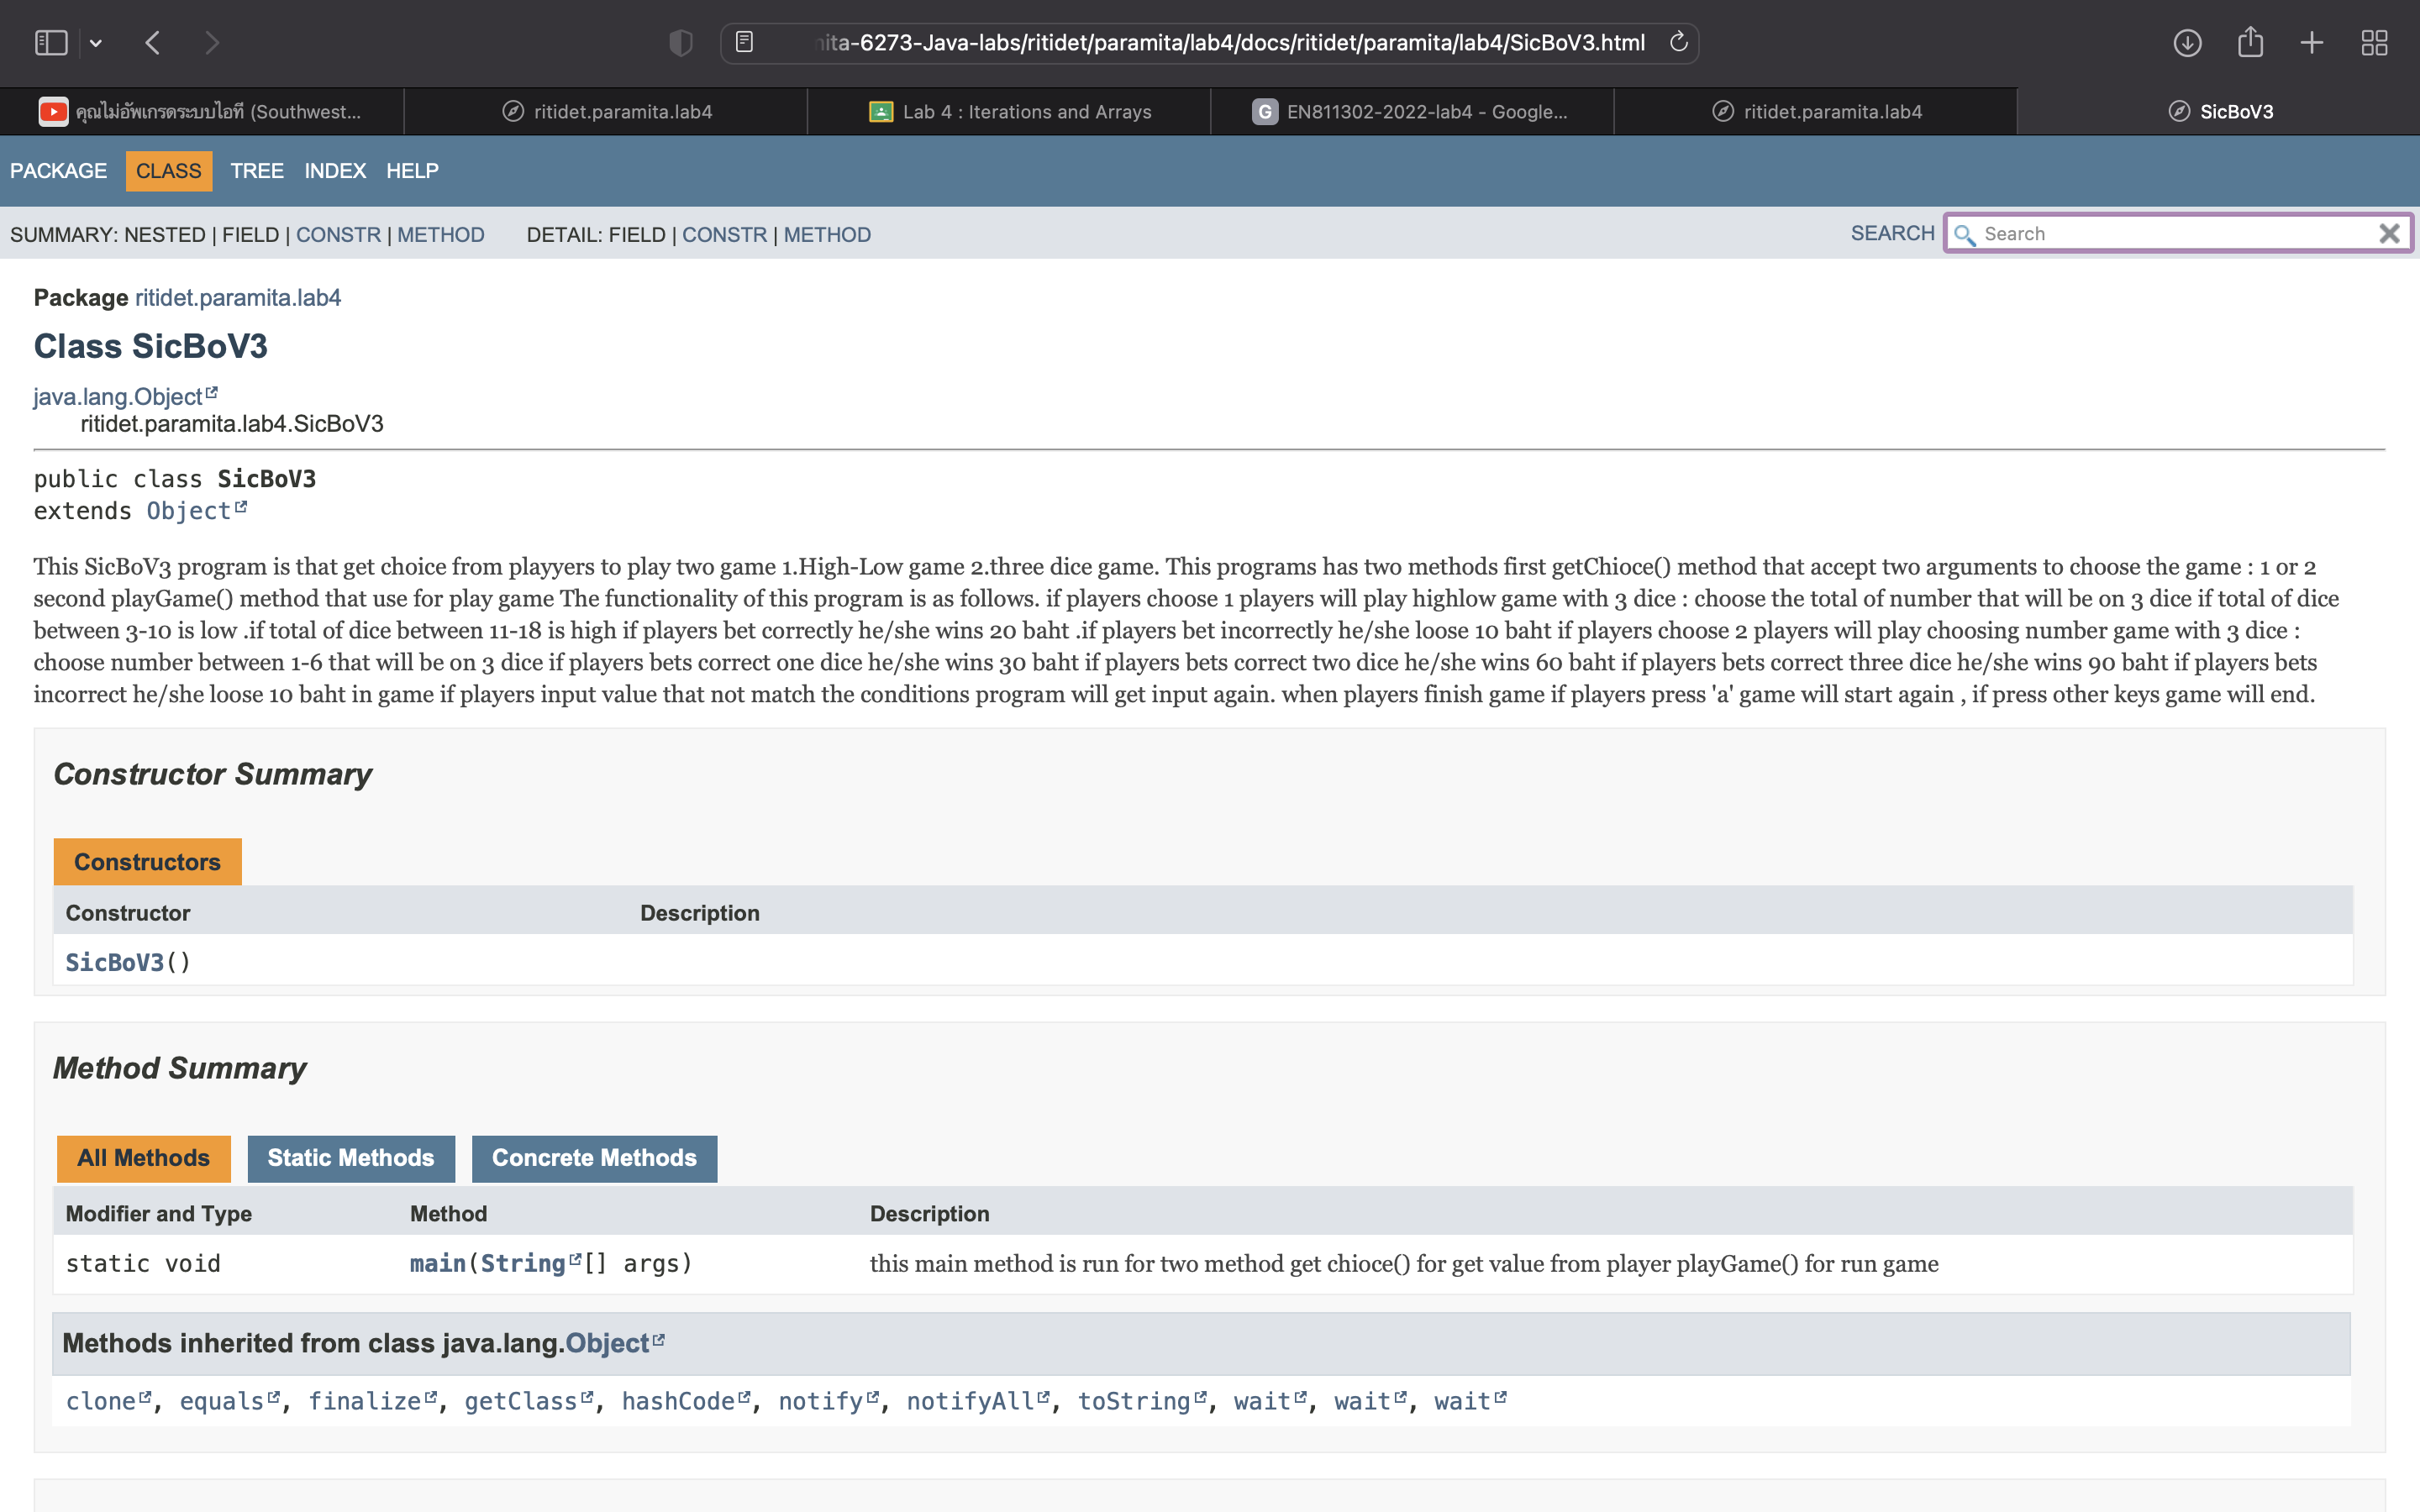 nita-6273-Java-labs/ritidet/paramita/lab4/docs/ritidet/paramita/lab4/SicBoV3.html
คุณไม่อัพเกรดระบบไอที (Southwest...
ritidet.paramita.lab4
Lab 4 : Iterations and Arrays
G EN811302-2022-lab4 - Google...
ritidet.paramita.lab4
SicBoV3
PACKAGE CLASS TREE INDEX HELP
SUMMARY: NESTED | FIELD | CONSTR | METHOD DETAIL: FIELD | CONSTR | METHOD SEARCH Search
Package ritidet.paramita.lab4
Class SicBoV3
java.lang.Object
ritidet.paramita.lab4.SicBoV3
public class SicBoV3
extends Object
This SicBoV3 program is that get choice from playyers to play two game 1.High-Low game 2.three dice game. This programs has two methods first getChioce() method that accept two arguments to choose the game : 1 or 2
second playGame() method that use for play game The functionality of this program is as follows. if players choose 1 players will play highlow game with 3 dice : choose the total of number that will be on 3 dice if total of dice
between 3-10 is low .if total of dice between 11-18 is high if players bet correctly he/she wins 20 baht .if players bet incorrectly he/she loose 10 baht if players choose 2 players will play choosing number game with 3 dice :
choose number between 1-6 that will be on 3 dice if players bets correct one dice he/she wins 30 baht if players bets correct two dice he/she wins 60 baht if players bets correct three dice he/she wins 90 baht if players bets
incorrect he/she loose 10 baht in game if players input value that not match the conditions program will get input again. when players finish game if players press 'a' game will start again , if press other keys game will end.
Constructor Summary
Constructors
Constructor Description
SicBoV3()
Method Summary
All Methods Static Methods Concrete Methods
Modifier and Type Method Description
static void main(String[] args) this main method is run for two method get chioce() for get value from player playGame() for run game
Methods inherited from class java.lang.Object
clone, equals, finalize, getClass, hashCode, notify, notifyAll, toString, wait, wait, wait